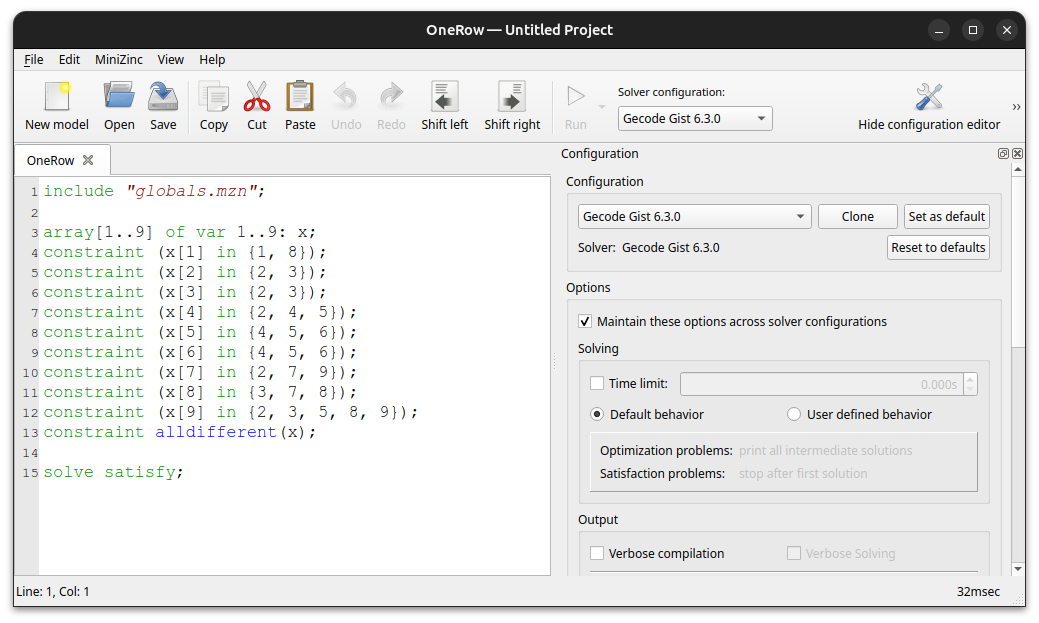 OneRow — Untitled Project
File Edit MiniZinc View Help
New model Open Save Copy Cut Paste Undo Redo Shift left Shift right Run
Solver configuration:
Gecode Gist 6.3.0
Hide configuration editor
»
OneRow
1 include "globals.mzn";
2
3 array[1..9] of var 1..9: x;
4 constraint (x[1] in {1, 8});
5 constraint (x[2] in {2, 3});
6 constraint (x[3] in {2, 3});
7 constraint (x[4] in {2, 4, 5});
8 constraint (x[5] in {4, 5, 6});
9 constraint (x[6] in {4, 5, 6});
10 constraint (x[7] in {2, 7, 9});
11 constraint (x[8] in {3, 7, 8});
12 constraint (x[9] in {2, 3, 5, 8, 9});
13 constraint alldifferent(x);
14
15 solve satisfy;
Configuration
Configuration
Gecode Gist 6.3.0 Clone Set as default
Solver: Gecode Gist 6.3.0 Reset to defaults
Options
Maintain these options across solver configurations
Solving
Time limit: 0.000s
Default behavior User defined behavior
Optimization problems: print all intermediate solutions
Satisfaction problems: stop after first solution
Output
Verbose compilation Verbose Solving
Line: 1, Col: 1 32msec